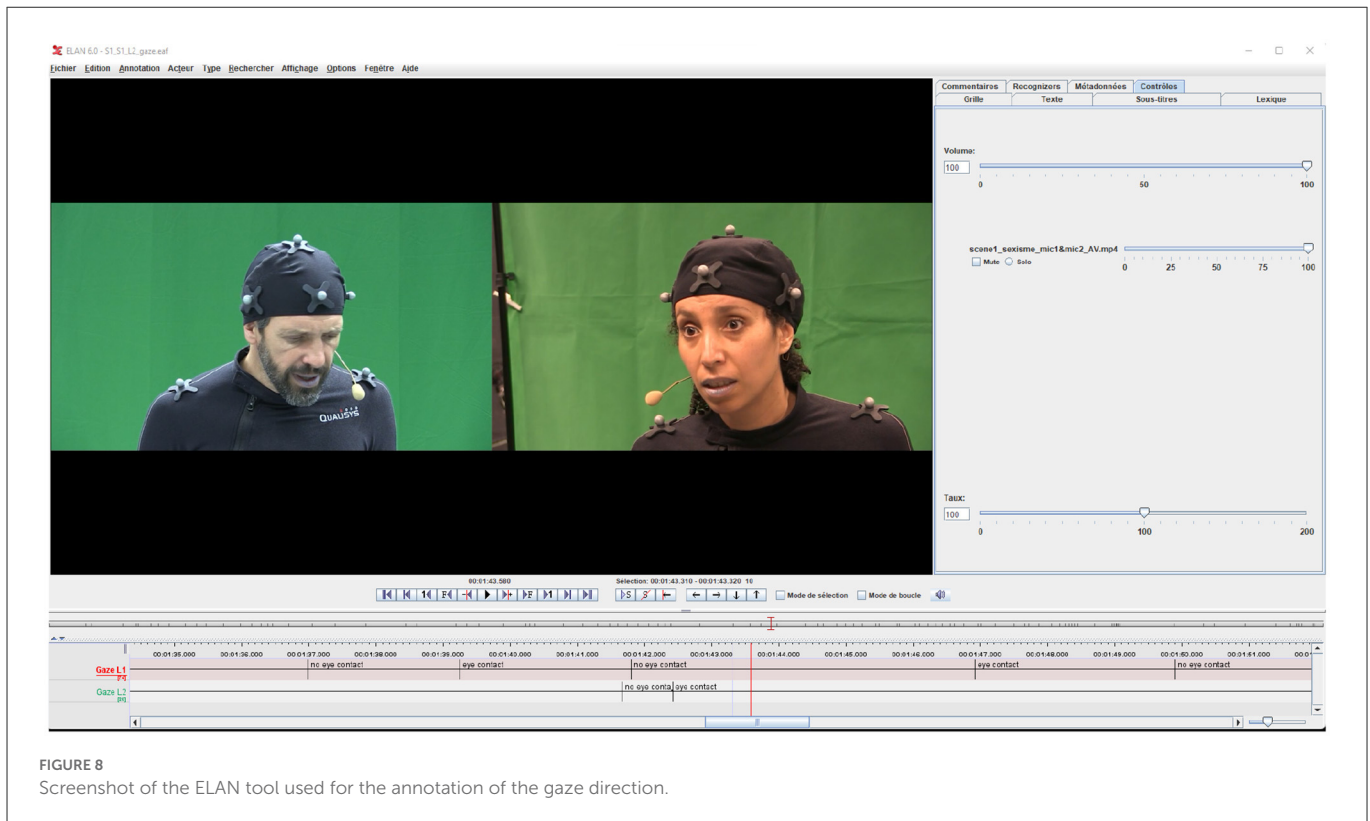 ELAN 6.0 - S1_S1_L2_gaze.eaf
Fichier Edition Annotation Acteur Type Rechercher Affichage Options Fenêtre Aide
Commentaires Recognizers Métadonnées Contrôles
Grille Texte Sous-titres Lexique
Volume:
100
0 50 100
scene1_sexisme_mic1&mic2_AV.mp4
Mute Solo
0 25 50 75 100
QUALISYS
Taux:
100
0 100 200
00:01:43.580 Sélection: 00:01:43.310 - 00:01:43.320 10
Mode de sélection Mode de boucle
00:01:35.000 00:01:36.000 00:01:37.000 00:01:38.000 00:01:39.000 00:01:40.000 00:01:41.000 00:01:42.000 00:01:43.000 00:01:44.000 00:01:45.000 00:01:46.000 00:01:47.000 00:01:48.000 00:01:49.000 00:01:50.000 00:01:51.000
Gaze L1 no eye contact eye contact no eye contact eye contact no eye contact
Gaze L2 no eye conta eye contact
FIGURE 8
Screenshot of the ELAN tool used for the annotation of the gaze direction.